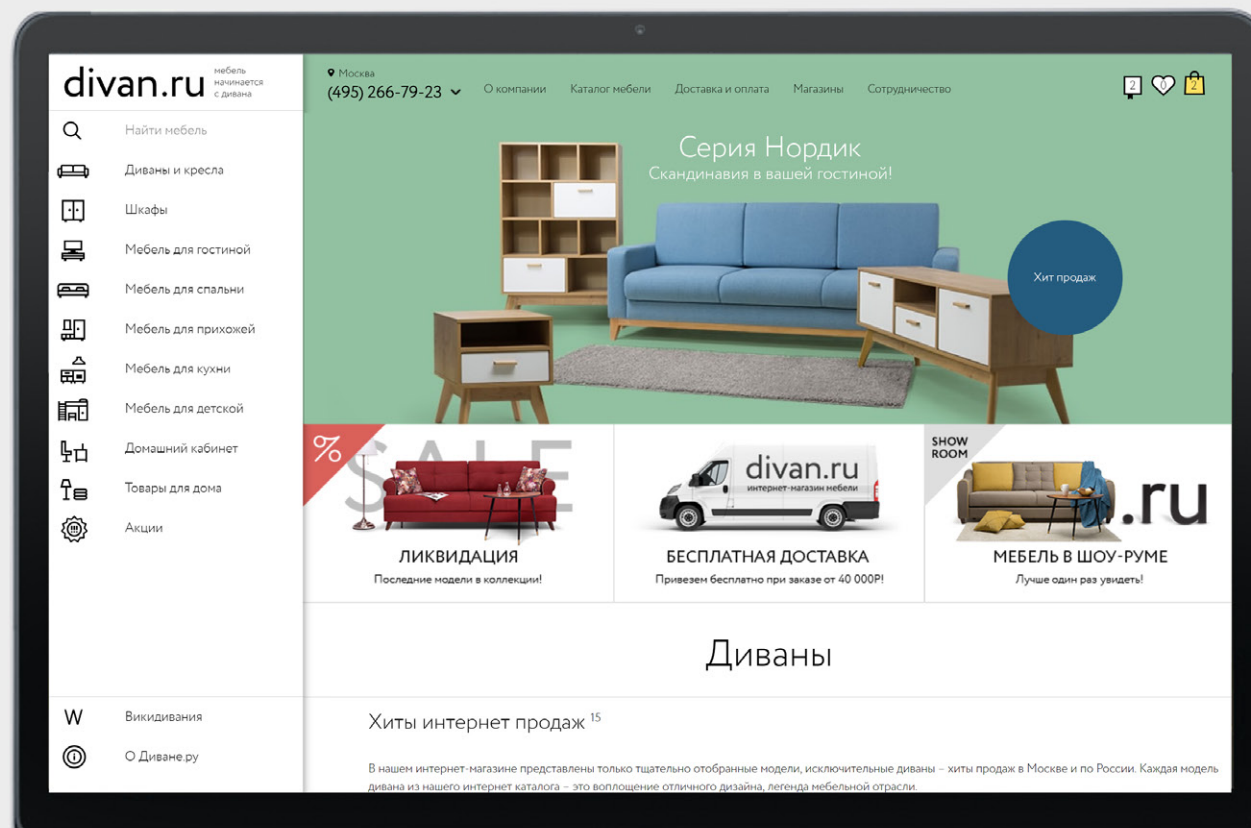 divan.ru
мебель
начинается
с дивана
Найти мебель
Диваны и кресла
Шкафы
Мебель для гостиной
Мебель для спальни
Мебель для прихожей
Мебель для кухни
Мебель для детской
Домашний кабинет
Товары для дома
Акции
W Викидивания
О Диване.ру
Москва
(495) 266-79-23
О компании Каталог мебели Доставка и оплата Магазины Сотрудничество
2 0 2
Серия Нордик
Скандинавия в вашей гостиной!
Хит продаж
%
SALE
ЛИКВИДАЦИЯ
Последние модели в коллекции!
divan.ru
интернет-магазин мебели
БЕСПЛАТНАЯ ДОСТАВКА
Привезем бесплатно при заказе от 40 000Р!
SHOW
ROOM
.ru
МЕБЕЛЬ В ШОУ-РУМЕ
Лучше один раз увидеть!
Диваны
Хиты интернет продаж 15
В нашем интернет-магазине представлены только тщательно отобранные модели, исключительные диваны – хиты продаж в Москве и по России. Каждая модель
дивана из нашего интернет каталога – это воплощение отличного дизайна, легенда мебельной отрасли.